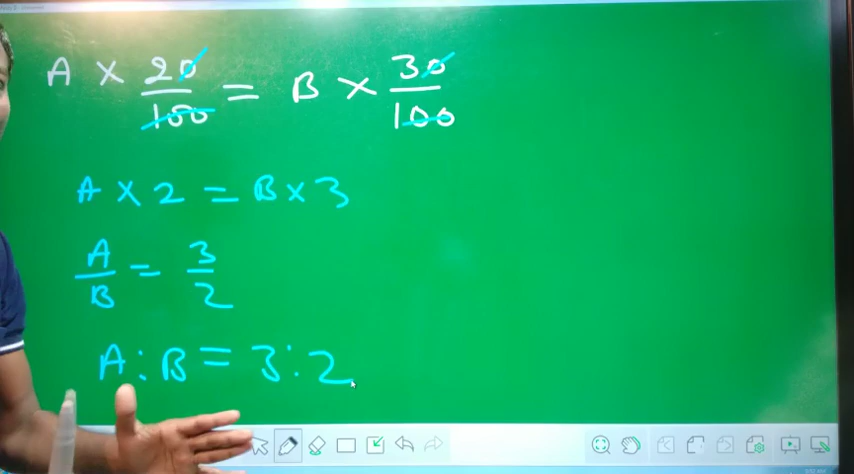 A × 20/100 = B × 30/100
A × 2 = B × 3
A/B = 3/2
A : B = 3 : 2